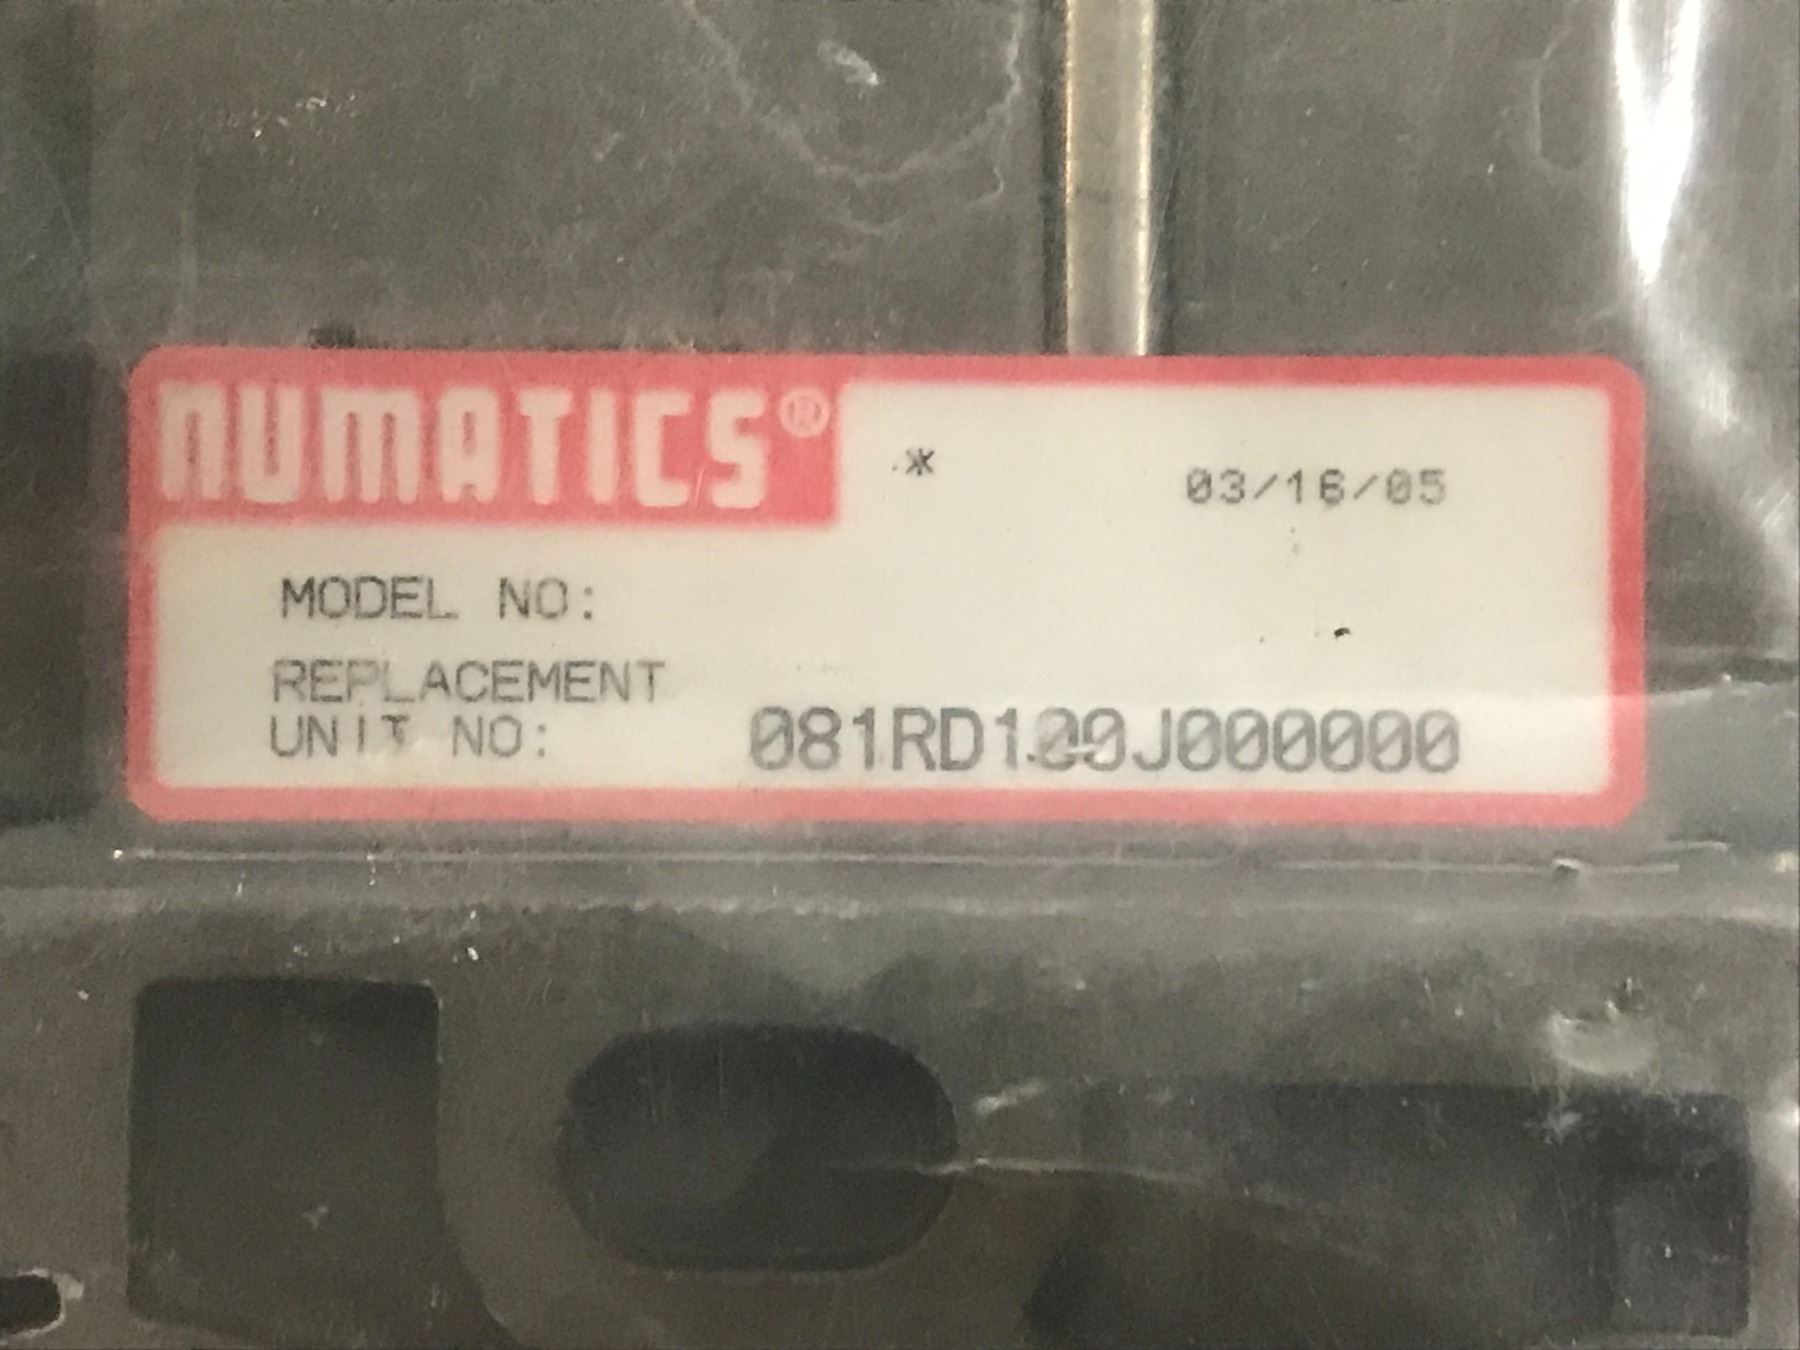 NUMATICS®
* 03/16/05
MODEL NO:
REPLACEMENT
UNIT NO: 081RD100J000000